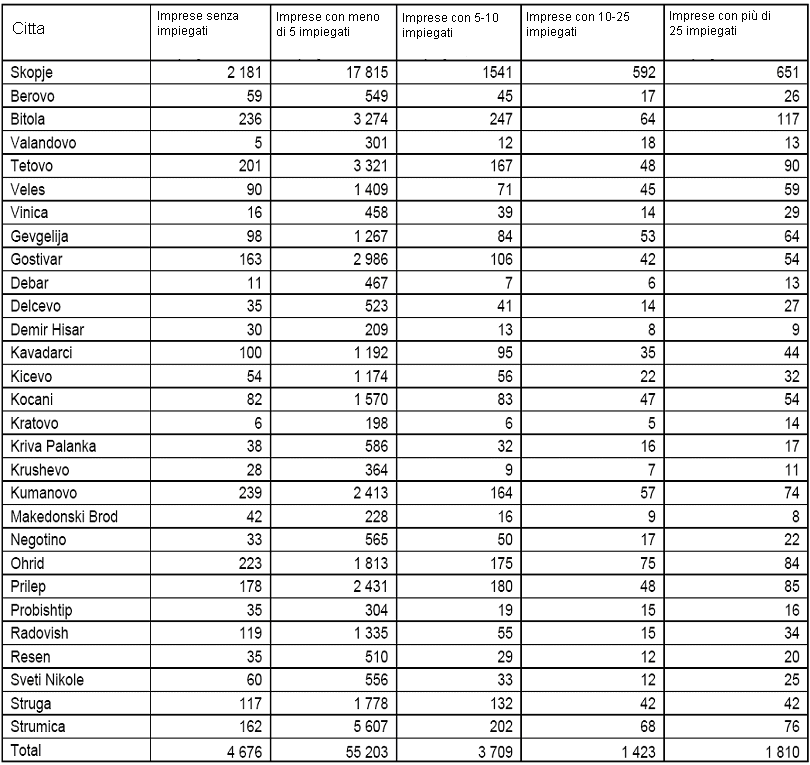 Citta Imprese senza impiegati Imprese con meno di 5 impiegati Imprese con 5-10 impiegati Imprese con 10-25 impiegati Imprese con più di 25 impiegati
Skopje 2 181 17 815 1541 592 651
Berovo 59 549 45 17 26
Bitola 236 3 274 247 64 117
Valandovo 5 301 12 18 13
Tetovo 201 3 321 167 48 90
Veles 90 1 409 71 45 59
Vinica 16 458 39 14 29
Gevgelija 98 1 267 84 53 64
Gostivar 163 2 986 106 42 54
Debar 11 467 7 6 13
Delcevo 35 523 41 14 27
Demir Hisar 30 209 13 8 9
Kavadarci 100 1 192 95 35 44
Kicevo 54 1 174 56 22 32
Kocani 82 1 570 83 47 54
Kratovo 6 198 6 5 14
Kriva Palanka 38 586 32 16 17
Krushevo 28 364 9 7 11
Kumanovo 239 2 413 164 57 74
Makedonski Brod 42 228 16 9 8
Negotino 33 565 50 17 22
Ohrid 223 1 813 175 75 84
Prilep 178 2 431 180 48 85
Probishtip 35 304 19 15 16
Radovish 119 1 335 55 15 34
Resen 35 510 29 12 20
Sveti Nikole 60 556 33 12 25
Struga 117 1 778 132 42 42
Strumica 162 5 607 202 68 76
Total 4 676 55 203 3 709 1 423 1 810